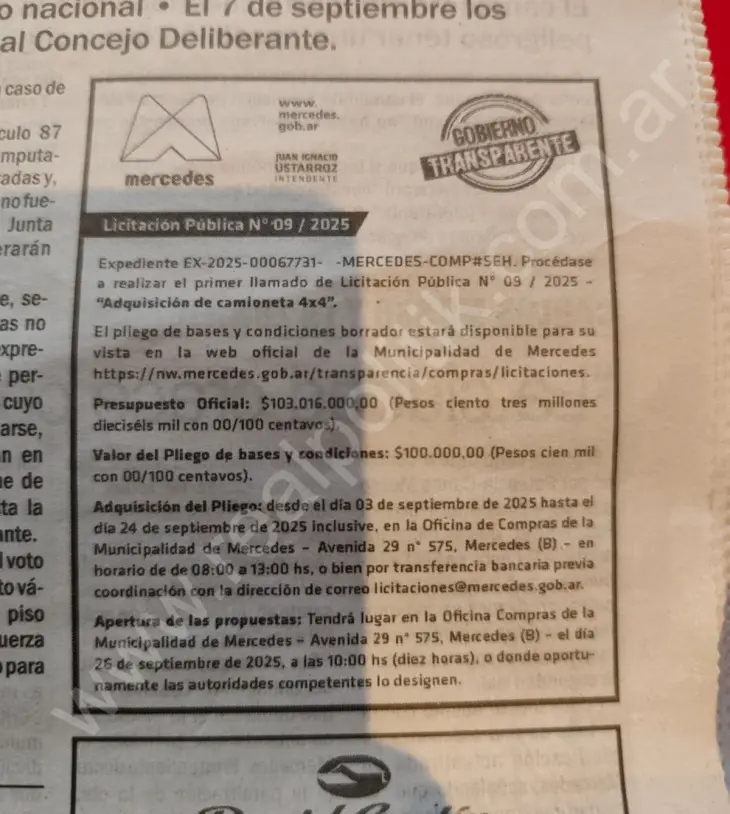 o nacional • El 7 de septiembre los
al Concejo Deliberante.
caso de
culo 87
mputa-
adas y,
no fue-
Junta
erarán
e, se-
as no
expre-
per-
cuyo
arse,
n en
ne de
ta la
ante.
l voto
to vá-
piso
uerza
para
mercedes
www.
mercedes.
gob.ar
JUAN IGNACIO
USTARROZ
INTENDENTE
GOBIERNO
TRANSPARENTE
Licitación Pública N° 09 / 2025
Expediente EX-2025-00067731- -MERCEDES-COMP#SEH. Procédase
a realizar el primer llamado de Licitación Pública N° 09 / 2025 -
“Adquisición de camioneta 4x4”.
El pliego de bases y condiciones borrador estará disponible para su
vista en la web oficial de la Municipalidad de Mercedes
https://nw.mercedes.gob.ar/transparencia/compras/licitaciones.
Presupuesto Oficial: $103.016.000,00 (Pesos ciento tres millones
dieciséis mil con 00/100 centavos).
Valor del Pliego de bases y condiciones: $100.000,00 (Pesos cien mil
con 00/100 centavos).
Adquisición del Pliego: desde el día 03 de septiembre de 2025 hasta el
día 24 de septiembre de 2025 inclusive, en la Oficina de Compras de la
Municipalidad de Mercedes – Avenida 29 n° 575, Mercedes (B) – en
horario de de 08:00 a 13:00 hs, o bien por transferencia bancaria previa
coordinación con la dirección de correo licitaciones@mercedes.gob.ar.
Apertura de las propuestas: Tendrá lugar en la Oficina Compras de la
Municipalidad de Mercedes – Avenida 29 n° 575, Mercedes (B) – el día
26 de septiembre de 2025, a las 10:00 hs (diez horas), o donde oportu-
namente las autoridades competentes lo designen.
www.realpolitik.com.ar